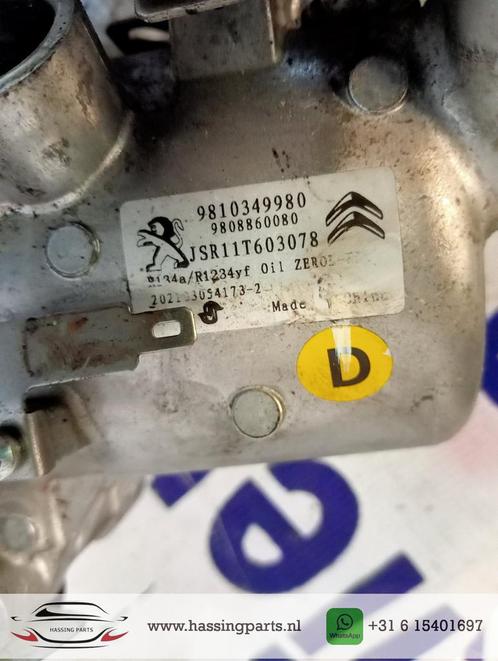 9810349980
9808860080
JSR11T603078
R134a/R1234yf Oil
Made
D
HASSING PARTS
www.hassingparts.nl
WhatsApp
+31 6 15401697